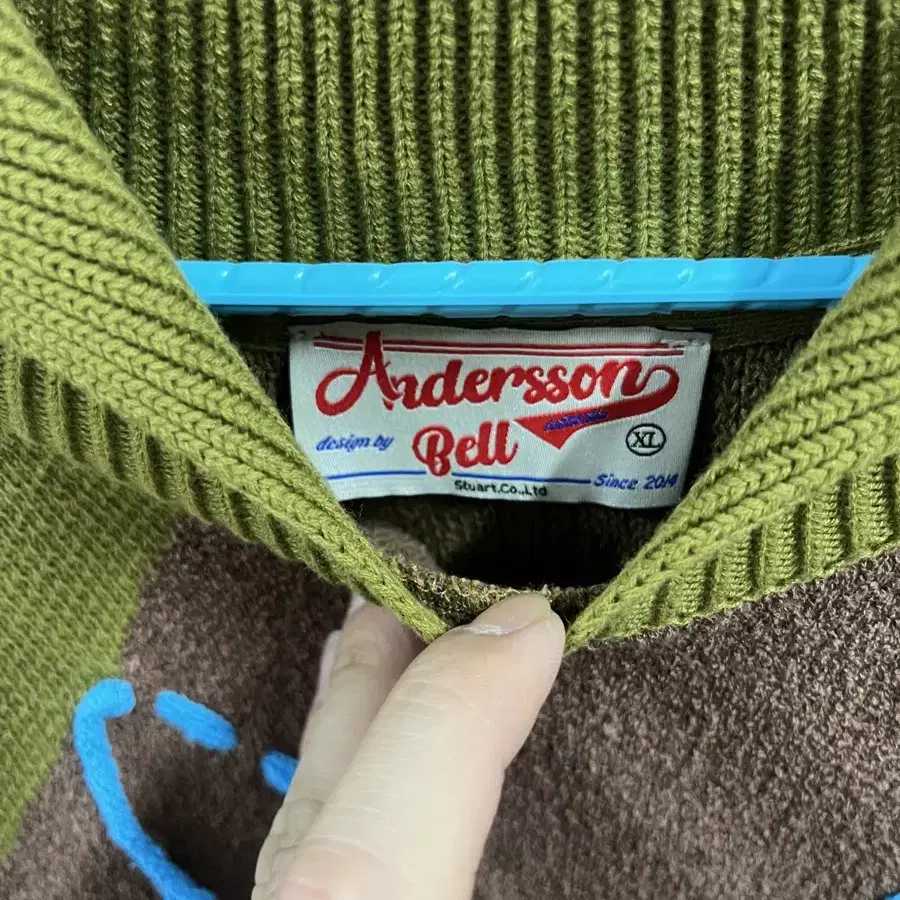 Andersson
design by Bell XL
Since 2014
Stuart.Co.,Ltd